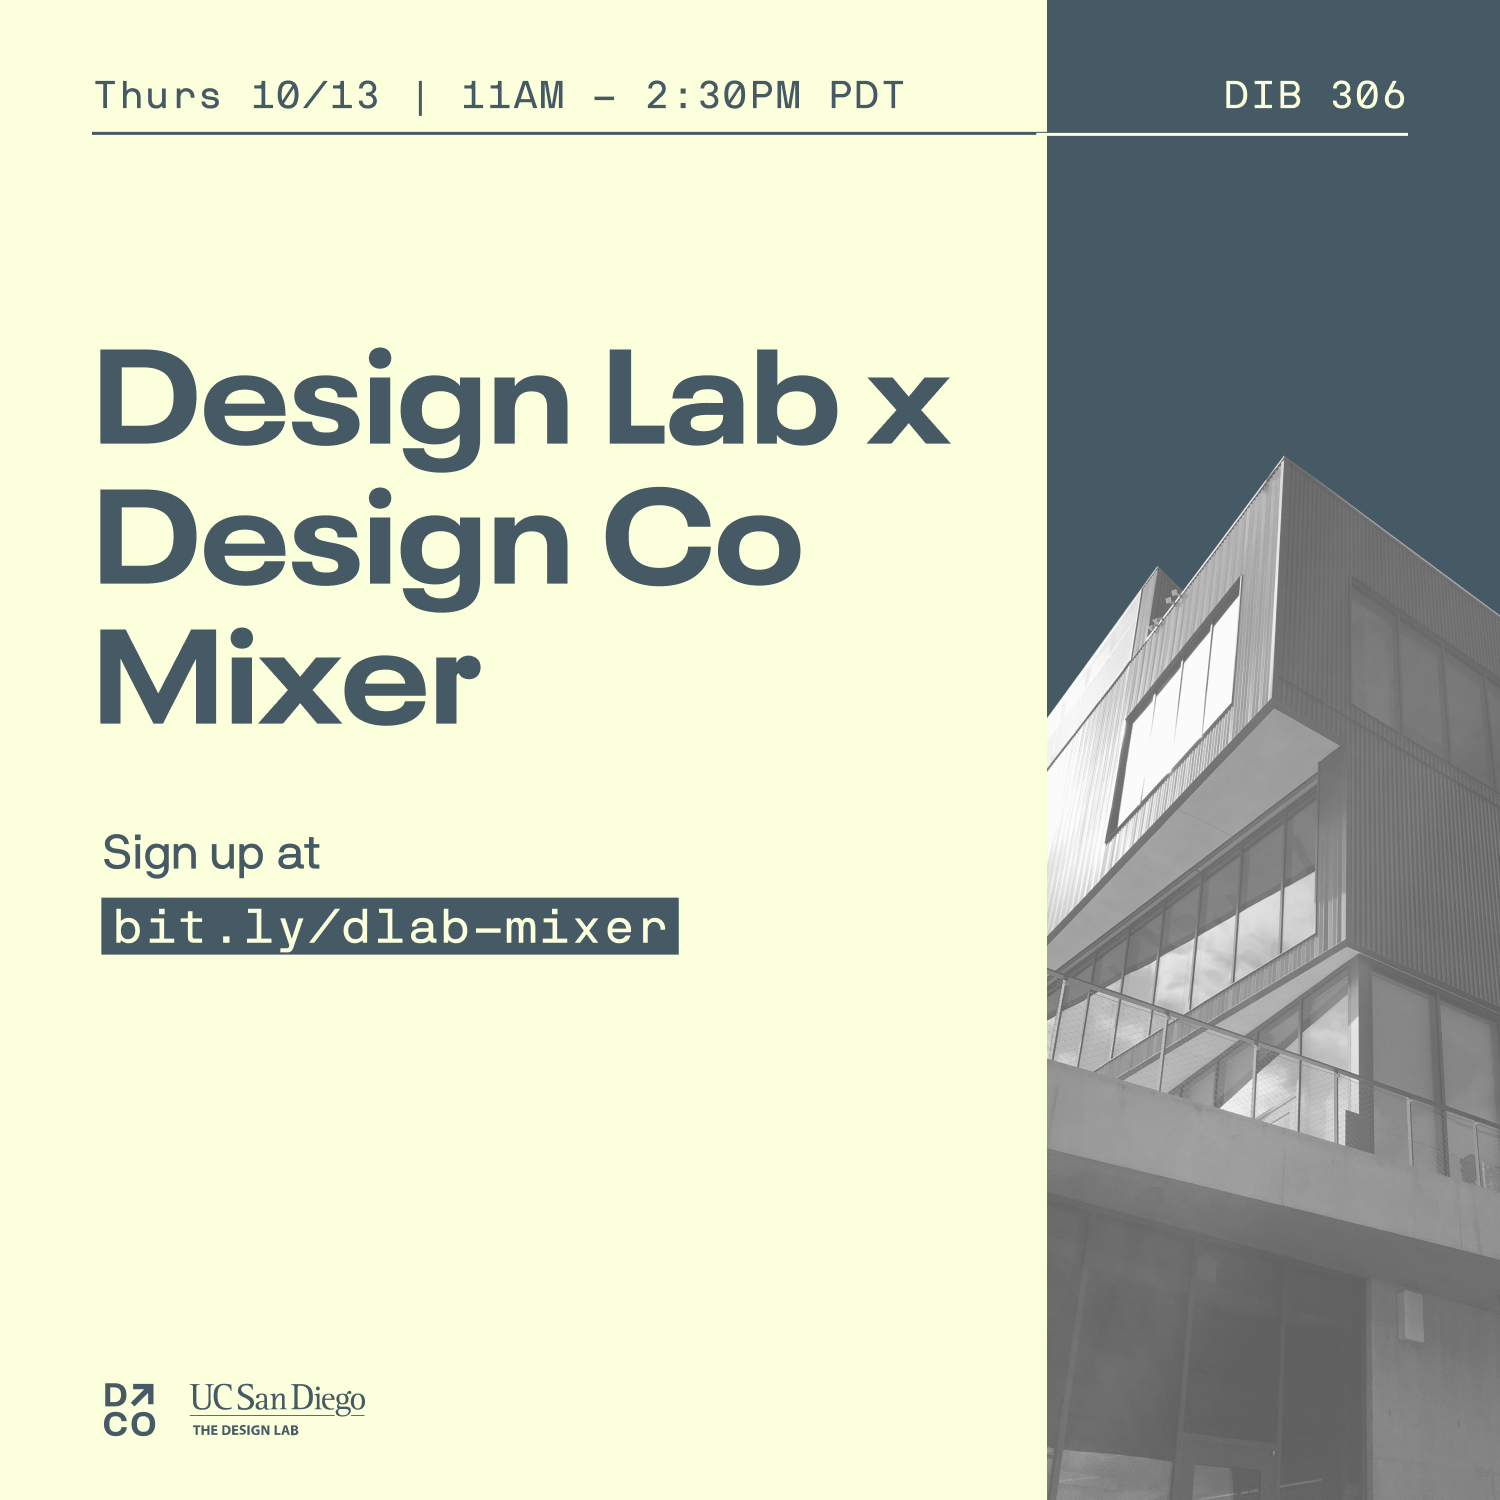 Thurs 10/13 | 11AM – 2:30PM PDT DIB 306
Design Lab x
Design Co
Mixer
Sign up at
bit.ly/dlab-mixer
D↗
CO
UC San Diego
THE DESIGN LAB